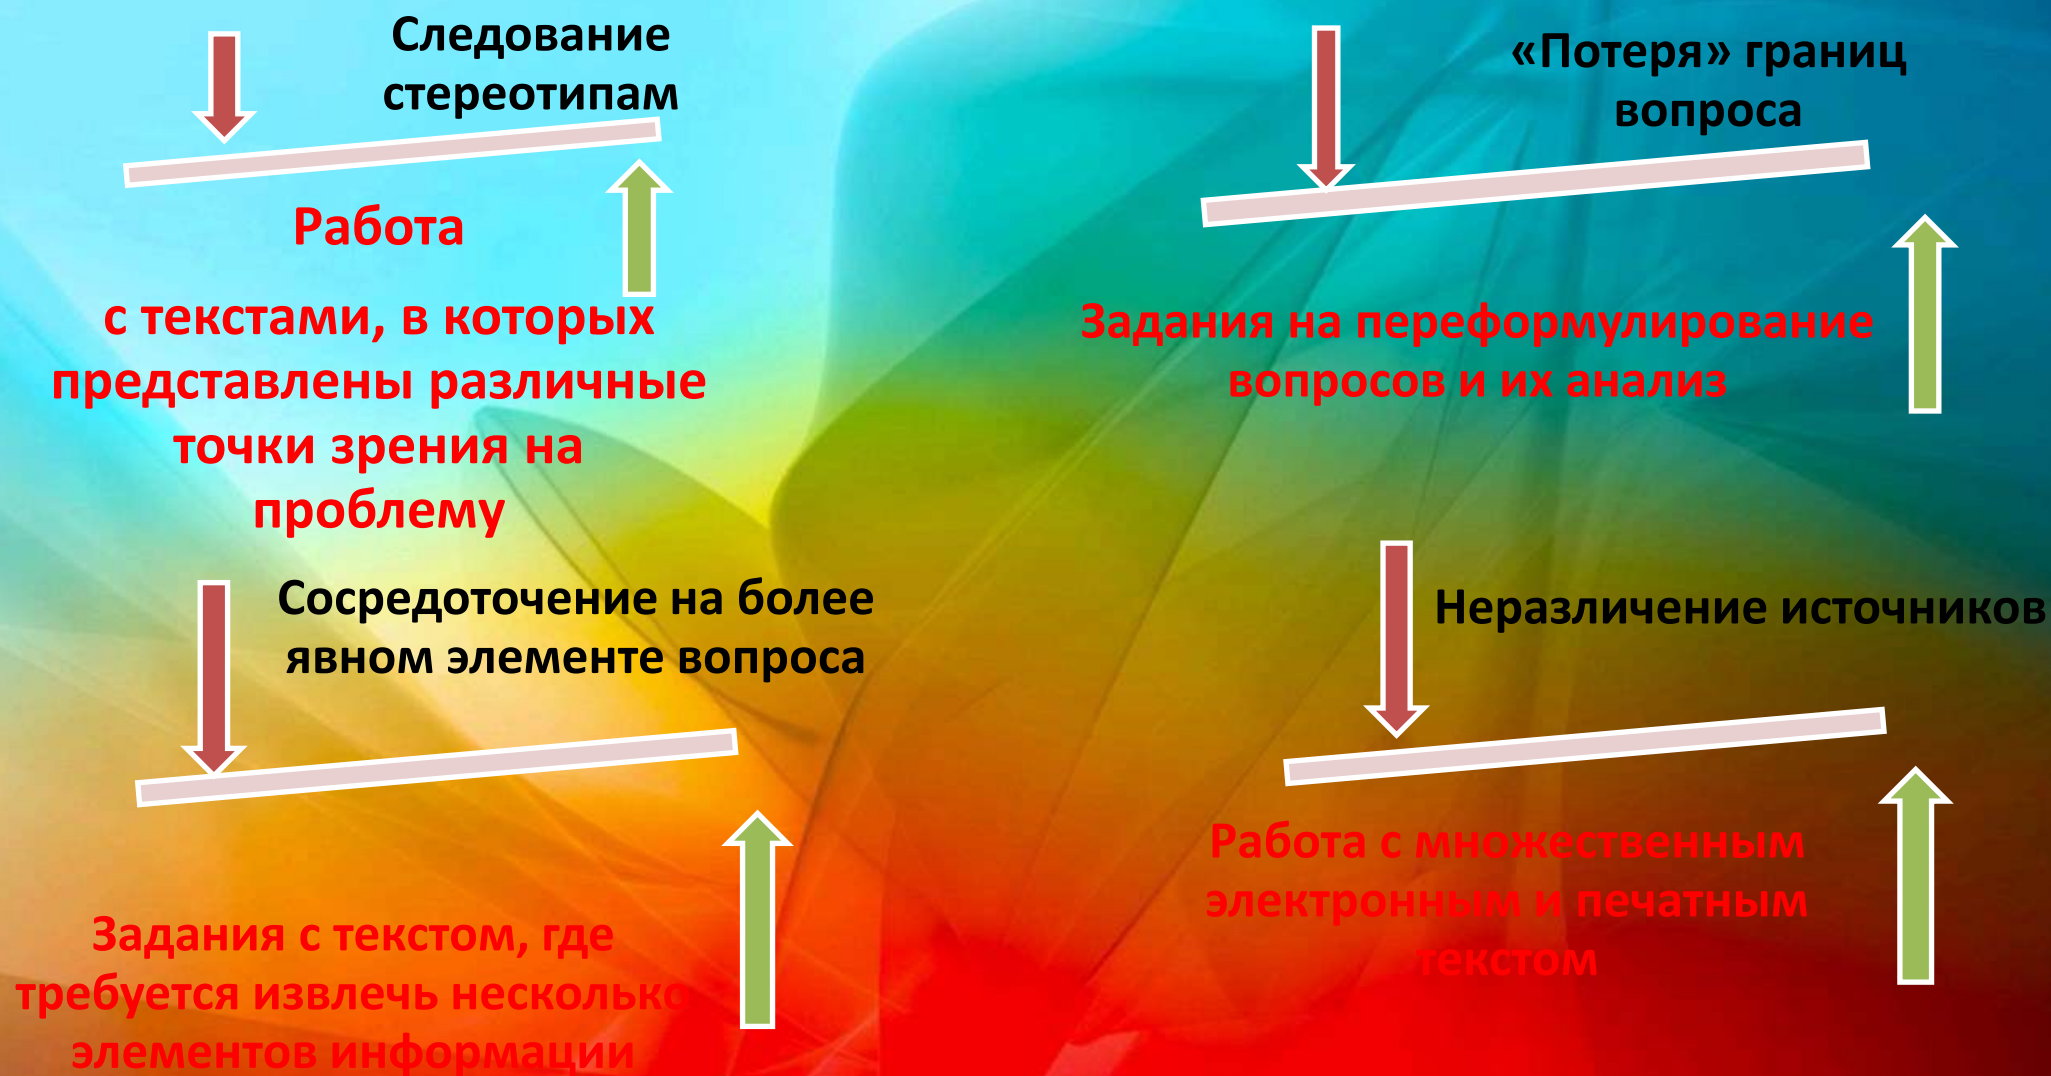 Следование
стереотипам
Работа
с текстами, в которых
представлены различные
точки зрения на
проблему
«Потеря» границ
вопроса
Задания на переформулирование
вопросов и их анализ
Сосредоточение на более
явном элементе вопроса
Задания с текстом, где
требуется извлечь несколько
элементов информации
Неразличение источников
Работа с множественным
электронным и печатным
текстом